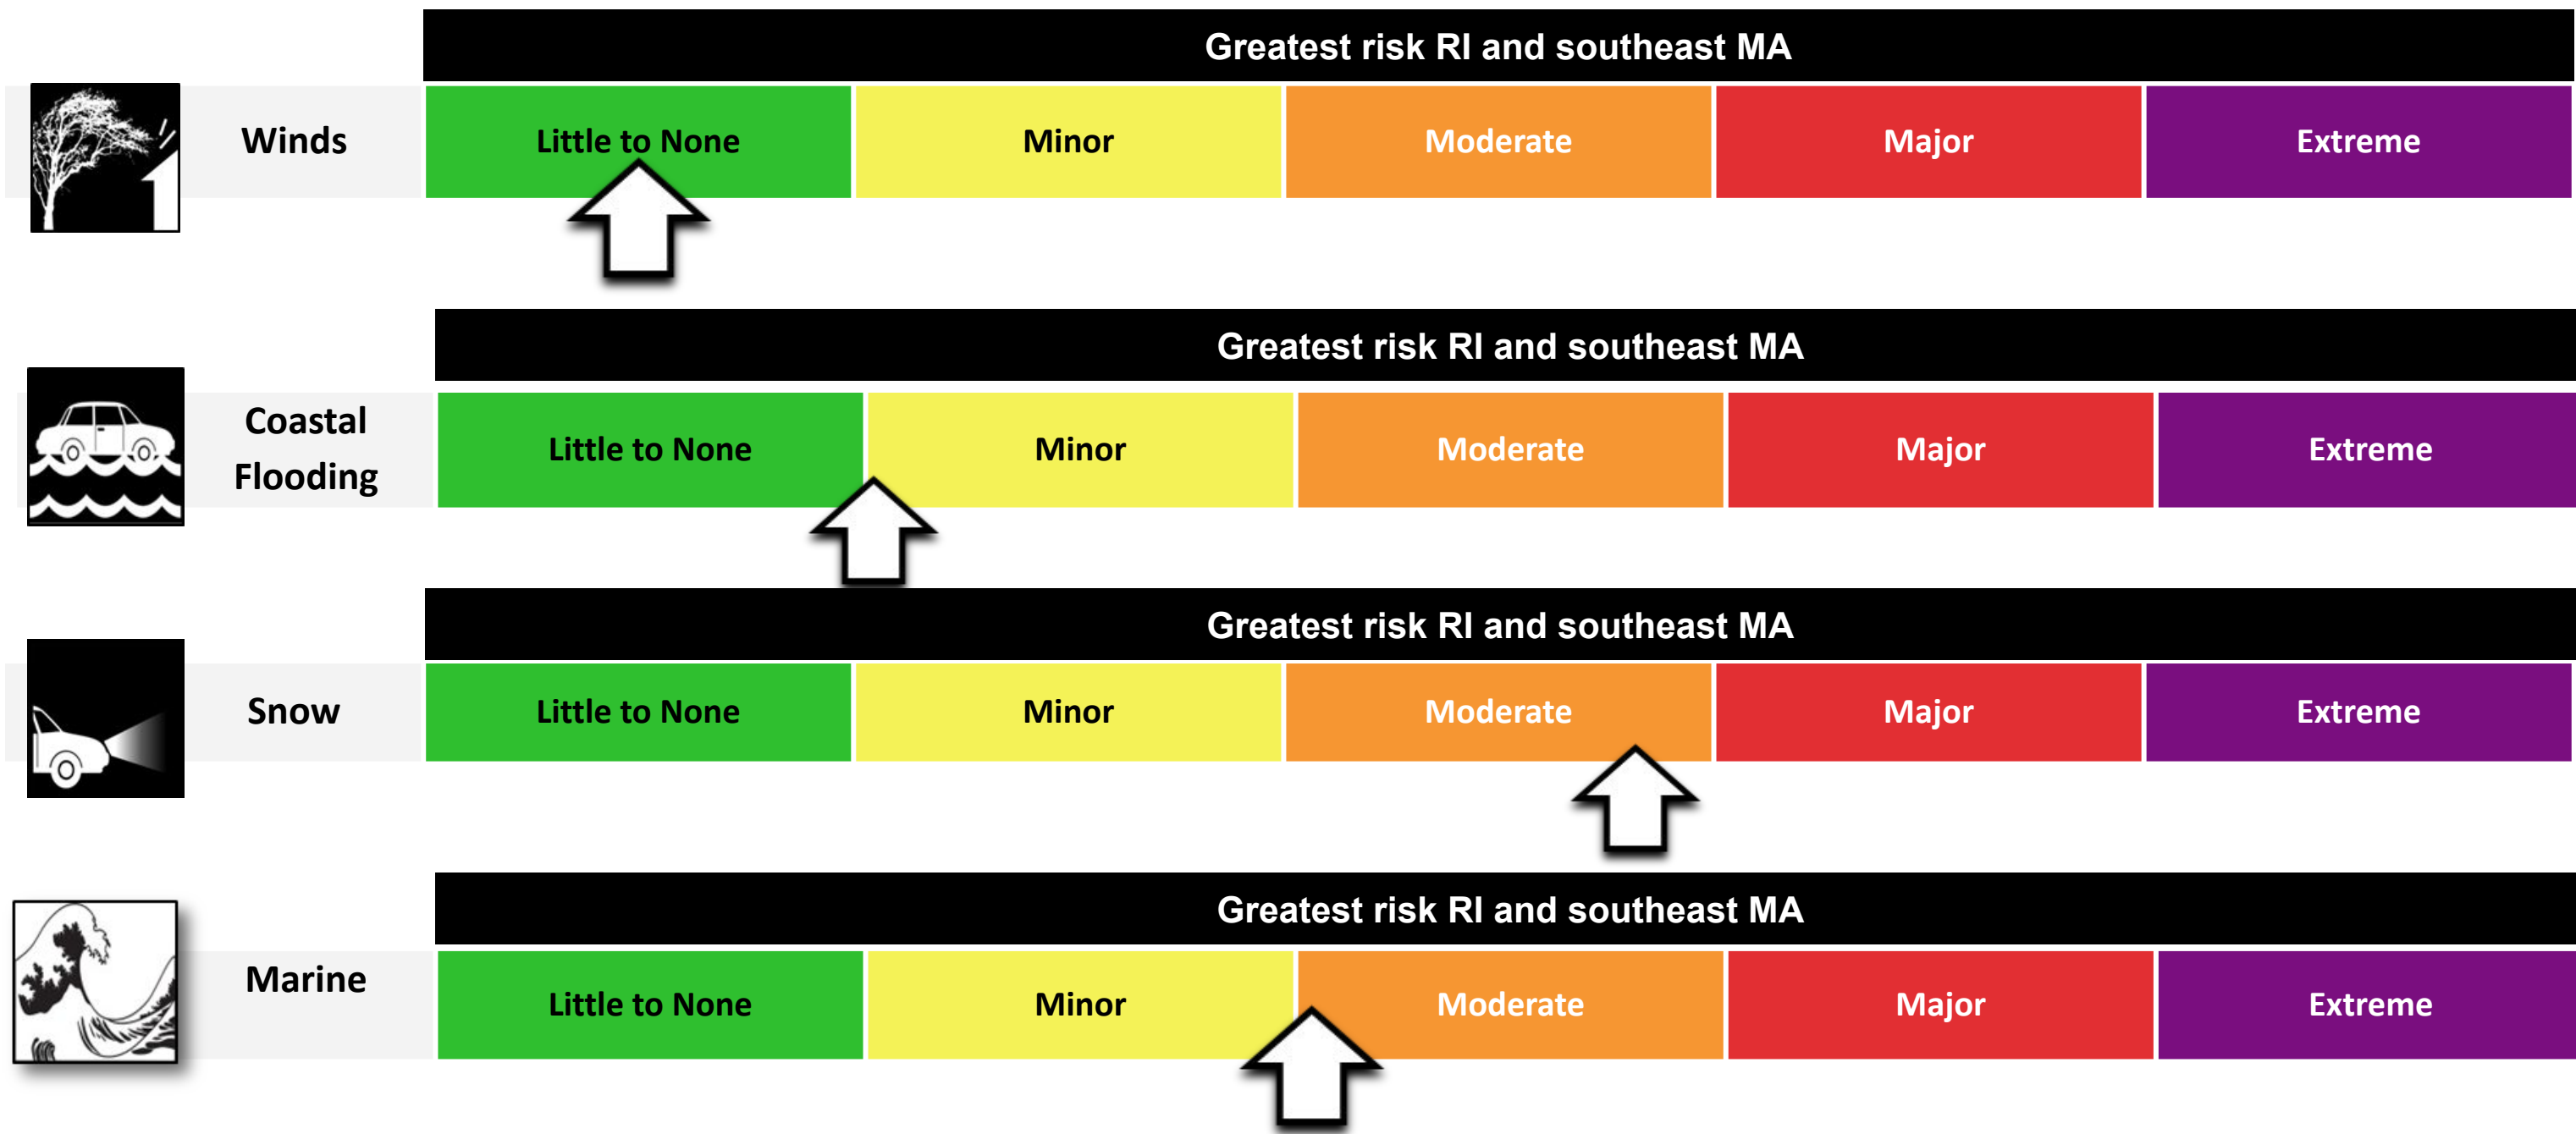 Greatest risk RI and southeast MA
Winds
Little to None
Minor
Moderate
Major
Extreme
Greatest risk RI and southeast MA
Coastal
Flooding
Little to None
Minor
Moderate
Major
Extreme
Greatest risk RI and southeast MA
Snow
Little to None
Minor
Moderate
Major
Extreme
Greatest risk RI and southeast MA
Marine
Little to None
Minor
Moderate
Major
Extreme